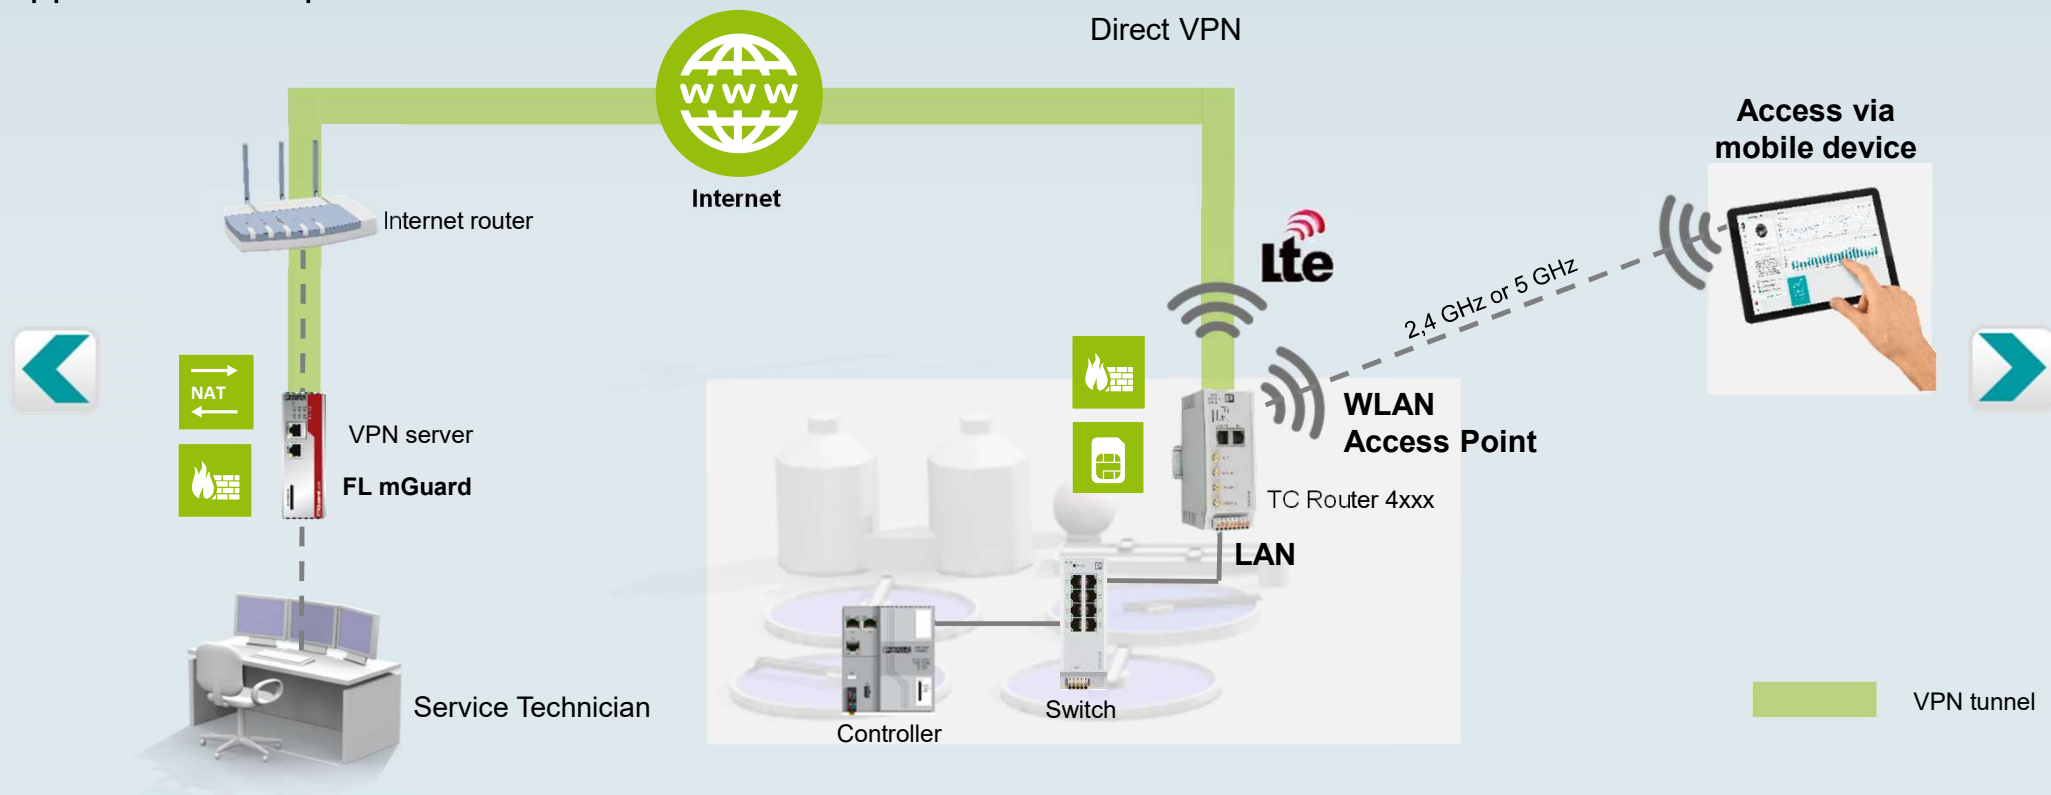 Direct VPN
www
Internet
Access via
mobile device
Internet router
Lte
2,4 GHz or 5 GHz
NAT
VPN server
FL mGuard
WLAN
Access Point
TC Router 4xxx
LAN
Service Technician
Switch
Controller
VPN tunnel